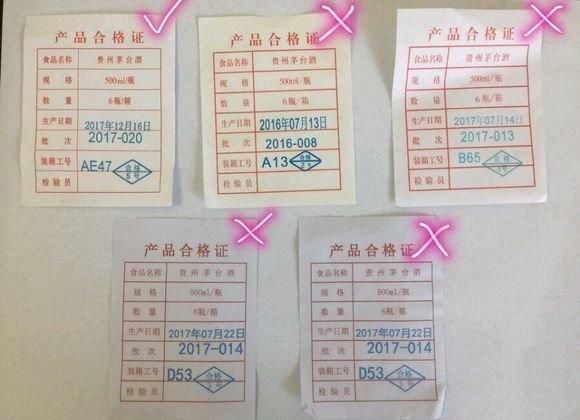 产品合格证
食品名称 贵州茅台酒
规格 500ml/瓶
数量 6瓶/箱
生产日期 2017年12月16日
批次 2017-020
装箱工号 AE47 合格 5号
检验员
产品合格证
食品名称 贵州茅台酒
规格 500ml/瓶
数量 6瓶/箱
生产日期 2016年07月13日
批次 2016-008
装箱工号 A13 合格
检验员
产品合格证
食品名称 贵州茅台酒
规格 500ml/瓶
数量 6瓶/箱
生产日期 2017年07月14日
批次 2017-013
装箱工号 B65 合格
检验员
产品合格证
食品名称 贵州茅台酒
规格 500ml/瓶
数量 6瓶/箱
生产日期 2017年07月22日
批次 2017-014
装箱工号 D53 合格
检验员
产品合格证
食品名称 贵州茅台酒
规格 500ml/瓶
数量 6瓶/箱
生产日期 2017年07月22日
批次 2017-014
装箱工号 D53 合格
检验员